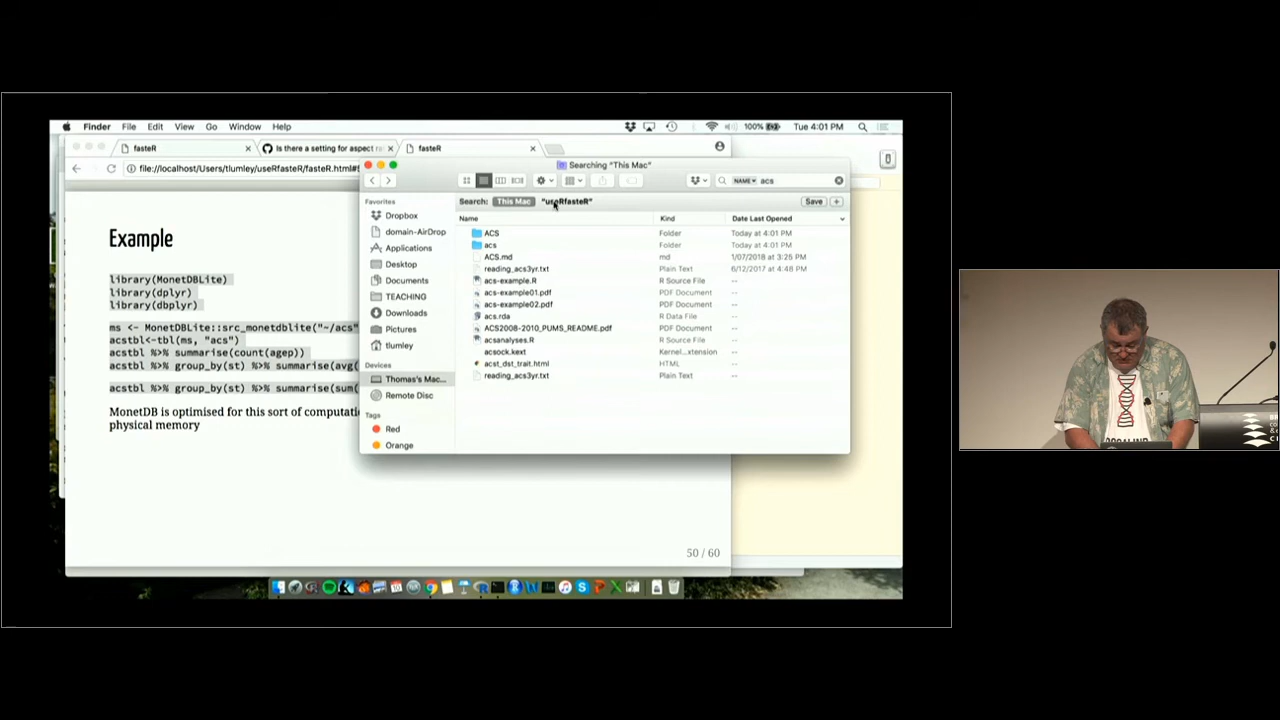 Finder File Edit View Go Window Help 100% Tue 4:01 PM
fasteR Is there a setting for aspect ra fasteR
file://localhost/Users/tlumley/useRfasteR/fasteR.html#5
Searching "This Mac"
NAME acs
Search: This Mac "useRfasteR" Save +
Favorites
Dropbox
domain-AirDrop
Applications
Desktop
Documents
TEACHING
Downloads
Pictures
tlumley
Devices
Thomas's Mac...
Remote Disc
Tags
Red
Orange
Name Kind Date Last Opened
ACS Folder Today at 4:01 PM
acs Folder Today at 4:01 PM
ACS.md md 1/07/2018 at 3:25 PM
reading_acs3yr.txt Plain Text 6/12/2017 at 4:48 PM
acs-example.R R Source File --
acs-example01.pdf PDF Document --
acs-example02.pdf PDF Document --
acs.rda R Data File --
ACS2008-2010_PUMS_README.pdf PDF Document --
acsanalyses.R R Source File --
acsock.kext Kernel...xtension --
acst_dst_trait.html HTML --
reading_acs3yr.txt Plain Text --
Example
library(MonetDBLite)
library(dplyr)
library(dbplyr)
ms <- MonetDBLite::src_monetdblite("~/acs"
acstbl<-tbl(ms, "acs")
acstbl %>% summarise(count(agep))
acstbl %>% group_by(st) %>% summarise(avg(
acstbl %>% group_by(st) %>% summarise(sum(
MonetDB is optimised for this sort of computati
physical memory
50 / 60